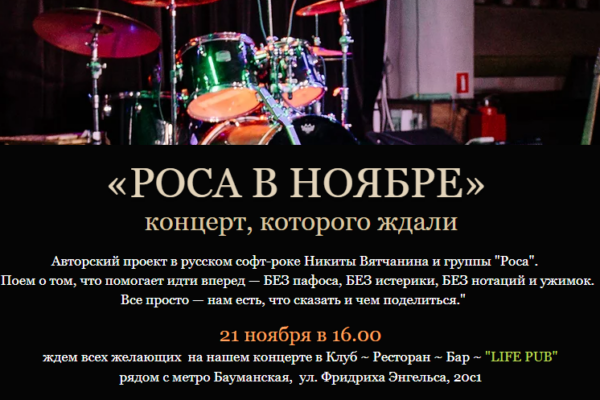 «РОСА В НОЯБРЕ»
концерт, которого ждали
Авторский проект в русском софт-роке Никиты Вятчанина и группы "Роса".
Поем о том, что помогает идти вперед — БЕЗ пафоса, БЕЗ истерики, БЕЗ нотаций и ужимок.
Все просто — нам есть, что сказать и чем поделиться."
21 ноября в 16.00
ждем всех желающих на нашем концерте в Клуб ~ Ресторан ~ Бар ~ "LIFE PUB"
рядом с метро Бауманская, ул. Фридриха Энгельса, 20с1